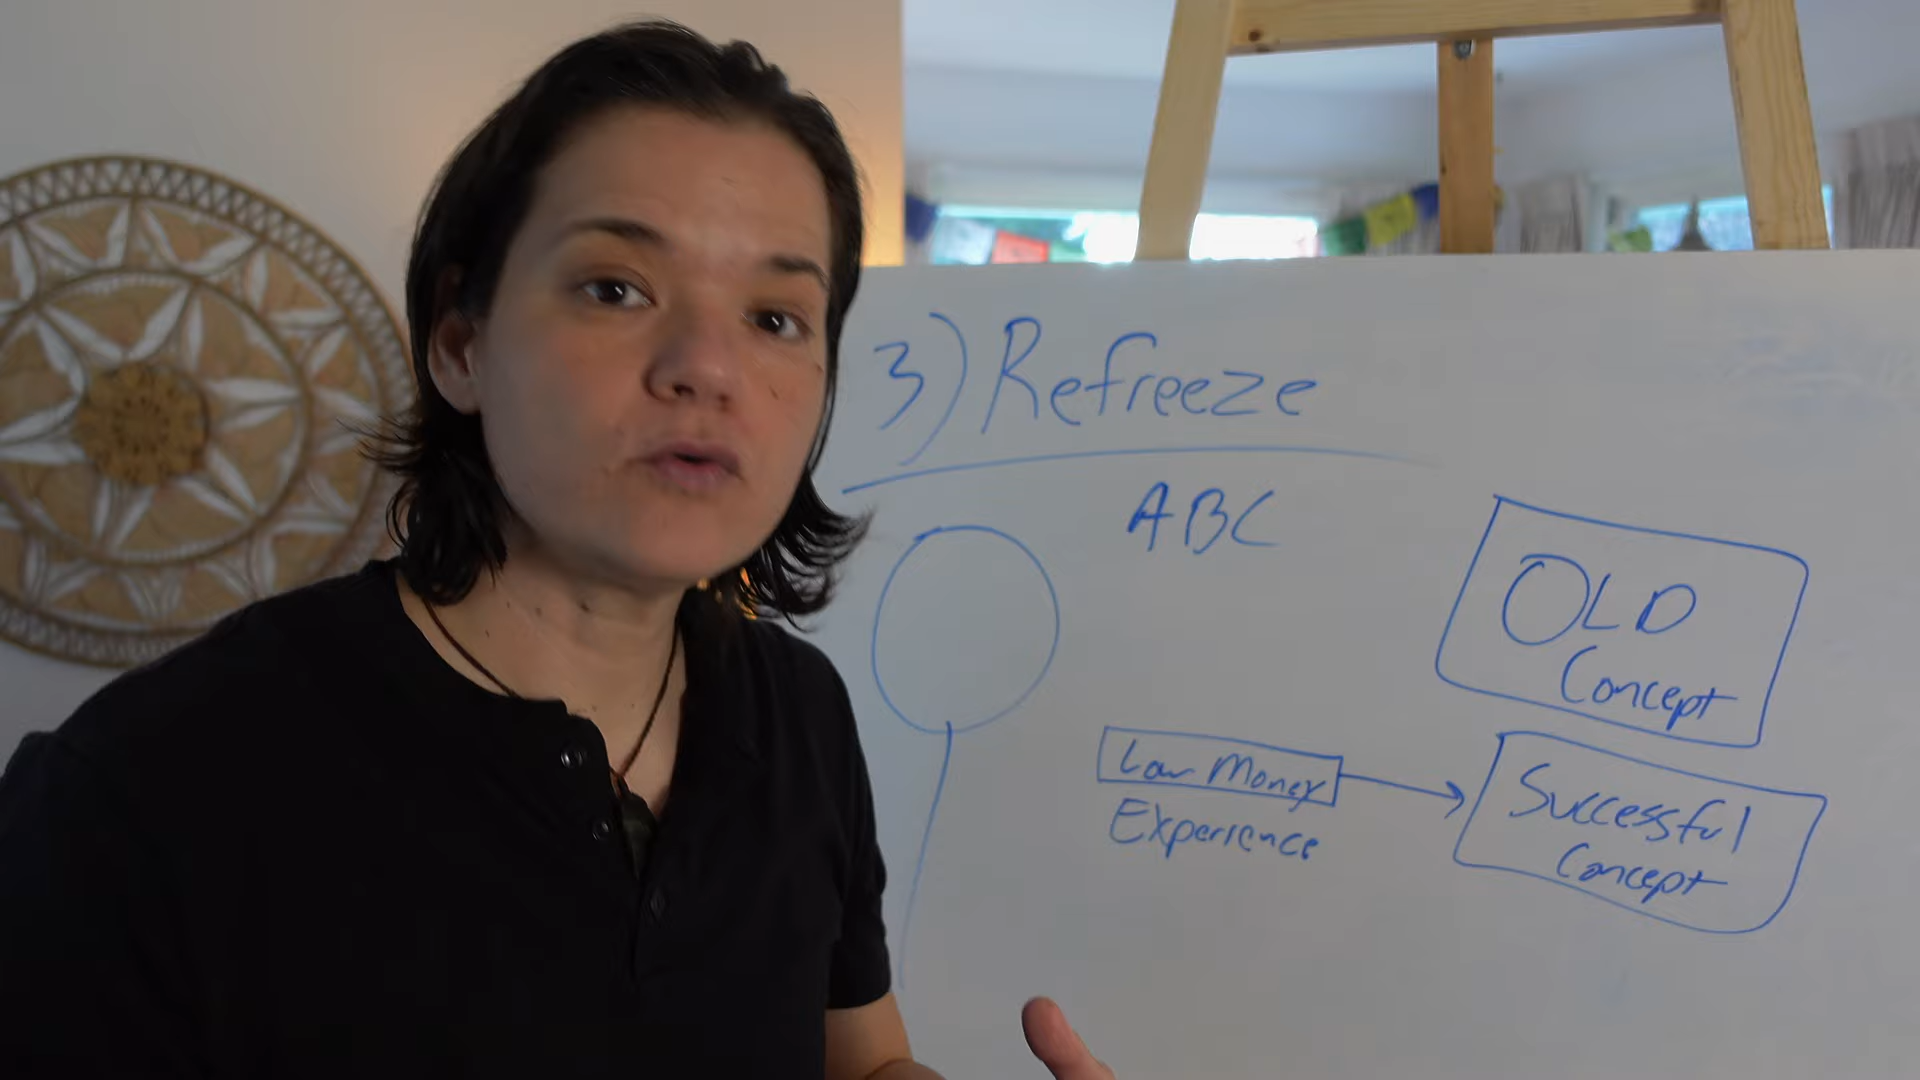 3) Refreeze
ABC
OLD
Concept
Low Money
Experience
Successful
Concept